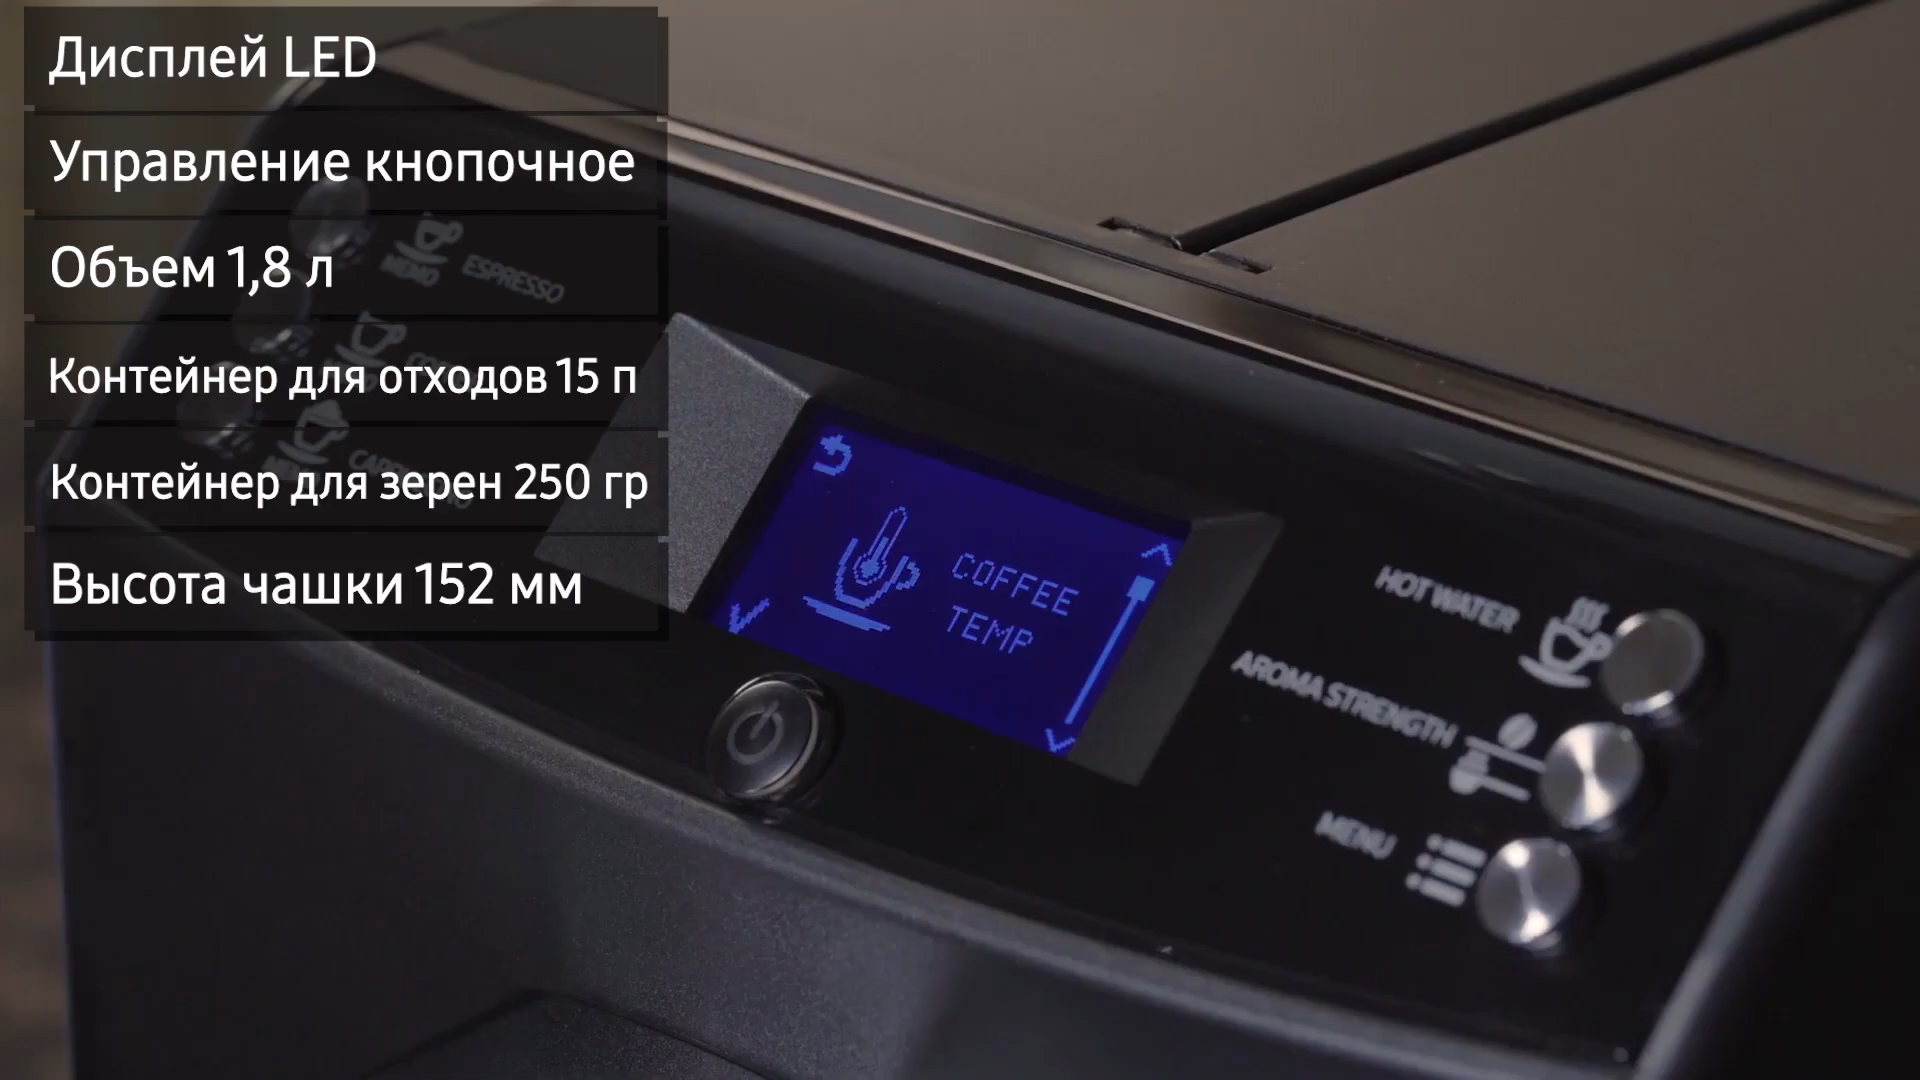 Дисплей LED
Управление кнопочное
Объем 1,8 л
Контейнер для отходов 15 п
Контейнер для зерен 250 гр
Высота чашки 152 мм
MEMO
ESPRESSO
COFFEE
TEMP
HOT WATER
AROMA STRENGTH
MENU